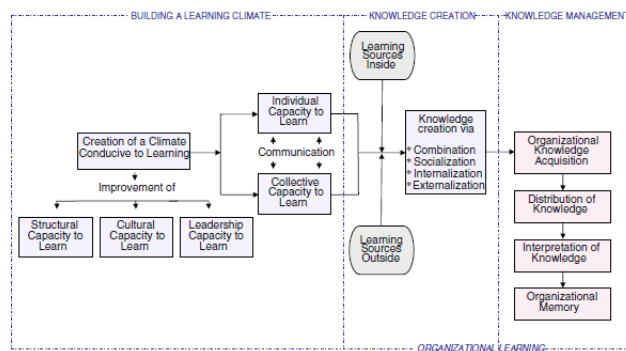 BUILDING A LEARNING CLIMATE
KNOWLEDGE CREATION
KNOWLEDGE MANAGEMENT
Learning
Sources
Inside
Individual
Capacity to
Learn
Knowledge
creation via
* Combination
* Socialization
* Internalization
* Externalization
Creation of a Climate
Conducive to Learning
Communication
Organizational
Knowledge
Acquisition
Improvement of
Collective
Capacity to
Learn
Distribution of
Knowledge
Structural
Capacity to
Learn
Cultural
Capacity to
Learn
Leadership
Capacity to
Learn
Learning
Sources
Outside
Interpretation of
Knowledge
Organizational
Memory
ORGANIZATIONAL LEARNING